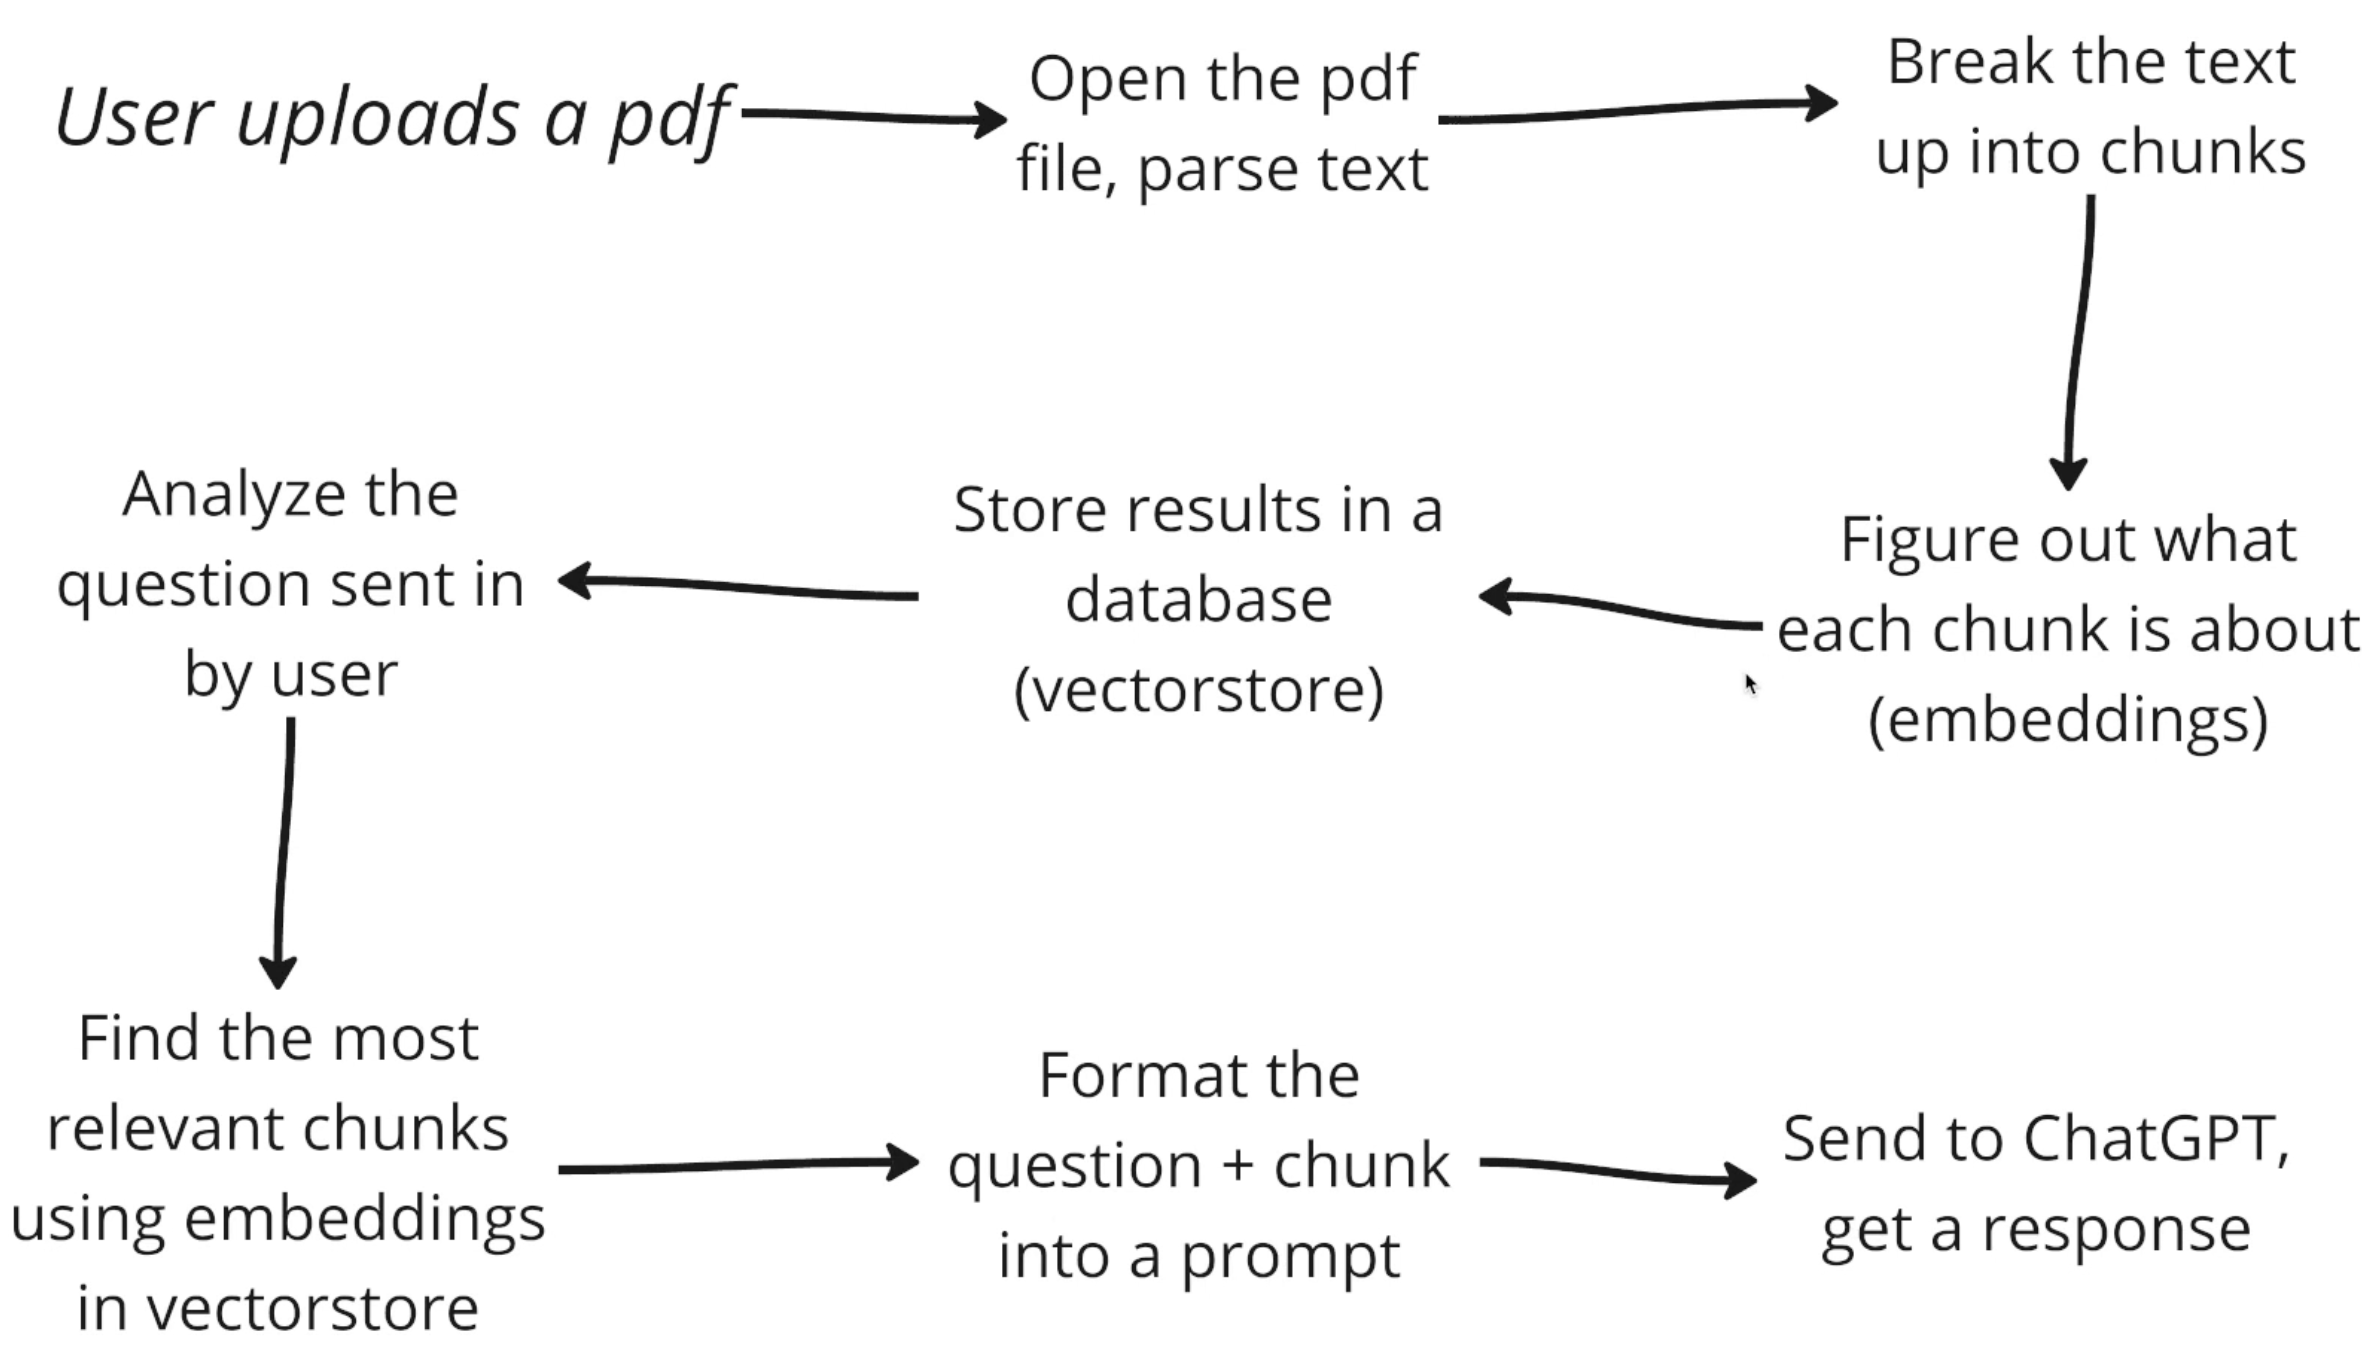 User uploads a pdf
Open the pdf
file, parse text
Break the text
up into chunks
Figure out what
each chunk is about
(embeddings)
Store results in a
database
(vectorstore)
Analyze the
question sent in
by user
Find the most
relevant chunks
using embeddings
in vectorstore
Format the
question + chunk
into a prompt
Send to ChatGPT,
get a response